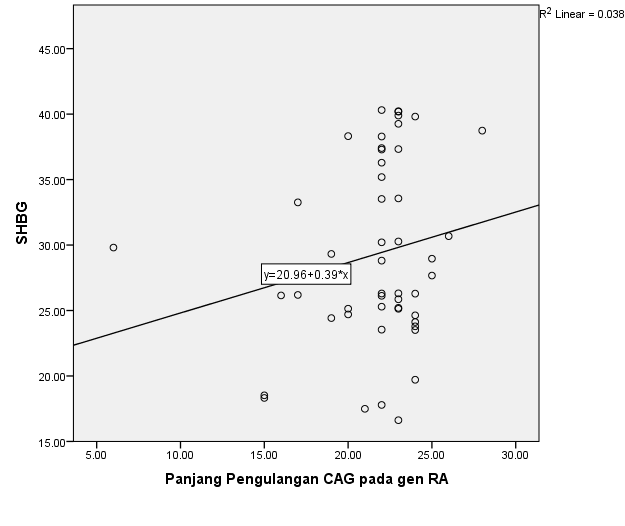 R² Linear = 0.038
45.00
40.00
35.00
30.00
25.00
20.00
15.00
SHBG
y=20.96+0.39*x
5.00 10.00 15.00 20.00 25.00 30.00
Panjang Pengulangan CAG pada gen RA